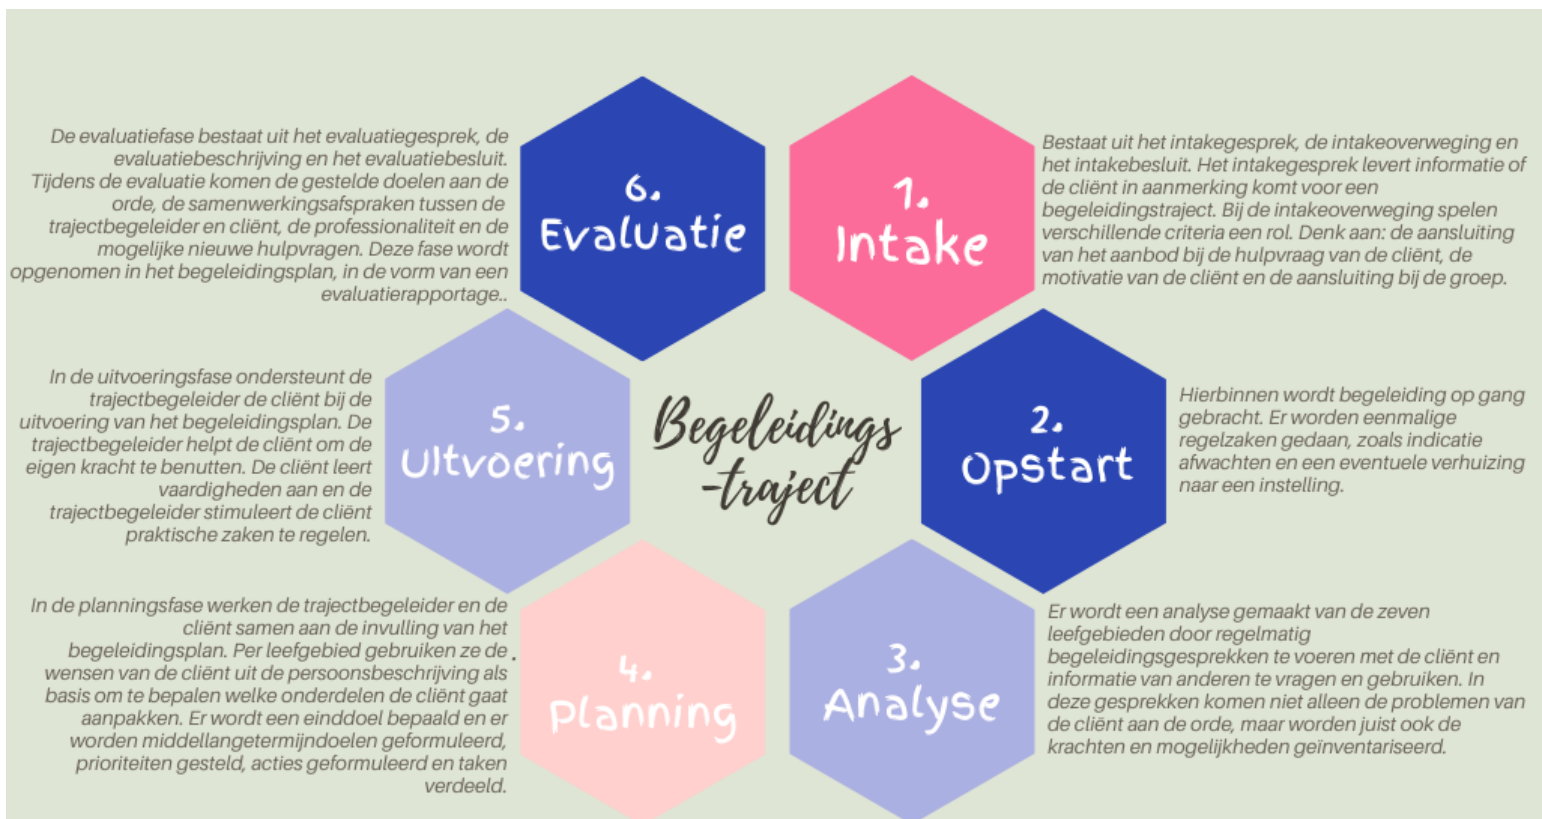 Begeleidings
-traject
1.
Intake
Bestaat uit het intakegesprek, de intakeoverweging en
het intakebesluit. Het intakegesprek levert informatie of
de cliënt in aanmerking komt voor een
begeleidingstraject. Bij de intakeoverweging spelen
verschillende criteria een rol. Denk aan: de aansluiting
van het aanbod bij de hulpvraag van de cliënt, de
motivatie van de cliënt en de aansluiting bij de groep.
2.
Opstart
Hierbinnen wordt begeleiding op gang
gebracht. Er worden eenmalige
regelzaken gedaan, zoals indicatie
afwachten en een eventuele verhuizing
naar een instelling.
3.
Analyse
Er wordt een analyse gemaakt van de zeven
leefgebieden door regelmatig
begeleidingsgesprekken te voeren met de cliënt en
informatie van anderen te vragen en gebruiken. In
deze gesprekken komen niet alleen de problemen van
de cliënt aan de orde, maar worden juist ook de
krachten en mogelijkheden geïnventariseerd.
4.
Planning
In de planningsfase werken de trajectbegeleider en de
cliënt samen aan de invulling van het
begeleidingsplan. Per leefgebied gebruiken ze de .
wensen van de cliënt uit de persoonsbeschrijving als
basis om te bepalen welke onderdelen de cliënt gaat
aanpakken. Er wordt een einddoel bepaald en er
worden middellangetermijndoelen geformuleerd,
prioriteiten gesteld, acties geformuleerd en taken
verdeeld.
5.
UItvoering
In de uitvoeringsfase ondersteunt de
trajectbegeleider de cliënt bij de
uitvoering van het begeleidingsplan. De
trajectbegeleider helpt de cliënt om de
eigen kracht te benutten. De cliënt leert
vaardigheden aan en de
trajectbegeleider stimuleert de cliënt
praktische zaken te regelen.
6.
Evaluatie
De evaluatiefase bestaat uit het evaluatiegesprek, de
evaluatiebeschrijving en het evaluatiebesluit.
Tijdens de evaluatie komen de gestelde doelen aan de
orde, de samenwerkingsafspraken tussen de
trajectbegeleider en cliënt, de professionaliteit en de
mogelijke nieuwe hulpvragen. Deze fase wordt
opgenomen in het begeleidingsplan, in de vorm van een
evaluatierapportage..